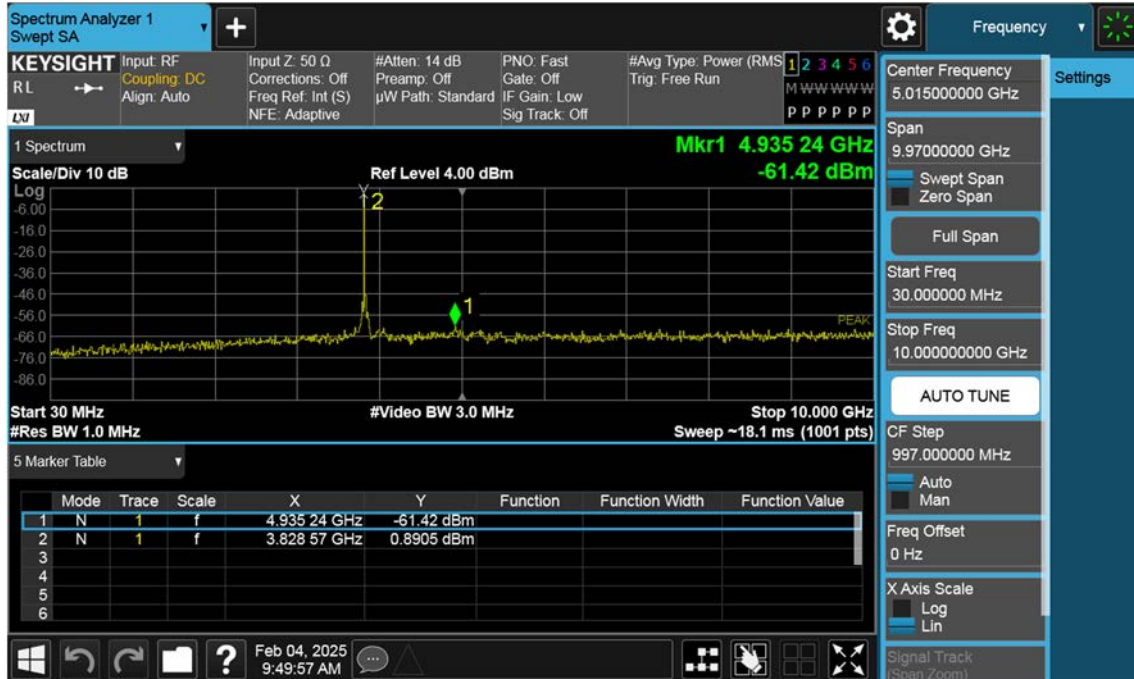 Spectrum Analyzer 1
Swept SA
+
Frequency
KEYSIGHT
RL
LXI
Input: RF
Coupling: DC
Align: Auto
Input Z: 50 Ω
Corrections: Off
Freq Ref: Int (S)
NFE: Adaptive
#Atten: 14 dB
Preamp: Off
µW Path: Standard
PNO: Fast
Gate: Off
IF Gain: Low
Sig Track: Off
#Avg Type: Power (RMS
Trig: Free Run
1 2 3 4 5 6
M W W W W W
P P P P P P
1 Spectrum
Mkr1 4.935 24 GHz
-61.42 dBm
Scale/Div 10 dB
Ref Level 4.00 dBm
Log
-6.00
-16.0
-26.0
-36.0
-46.0
-56.0
-66.0
-76.0
-86.0
2
1
PEAK
Start 30 MHz
#Video BW 3.0 MHz
Stop 10.000 GHz
#Res BW 1.0 MHz
Sweep ~18.1 ms (1001 pts)
5 Marker Table
Mode Trace Scale X Y Function Function Width Function Value
1 N 1 f 4.935 24 GHz -61.42 dBm
2 N 1 f 3.828 57 GHz 0.8905 dBm
3
4
5
6
?
Feb 04, 2025
9:49:57 AM
Center Frequency
5.015000000 GHz
Span
9.97000000 GHz
Swept Span
Zero Span
Full Span
Start Freq
30.000000 MHz
Stop Freq
10.000000000 GHz
AUTO TUNE
CF Step
997.000000 MHz
Auto
Man
Freq Offset
0 Hz
X Axis Scale
Log
Lin
Signal Track
(Span Zoom)
Settings